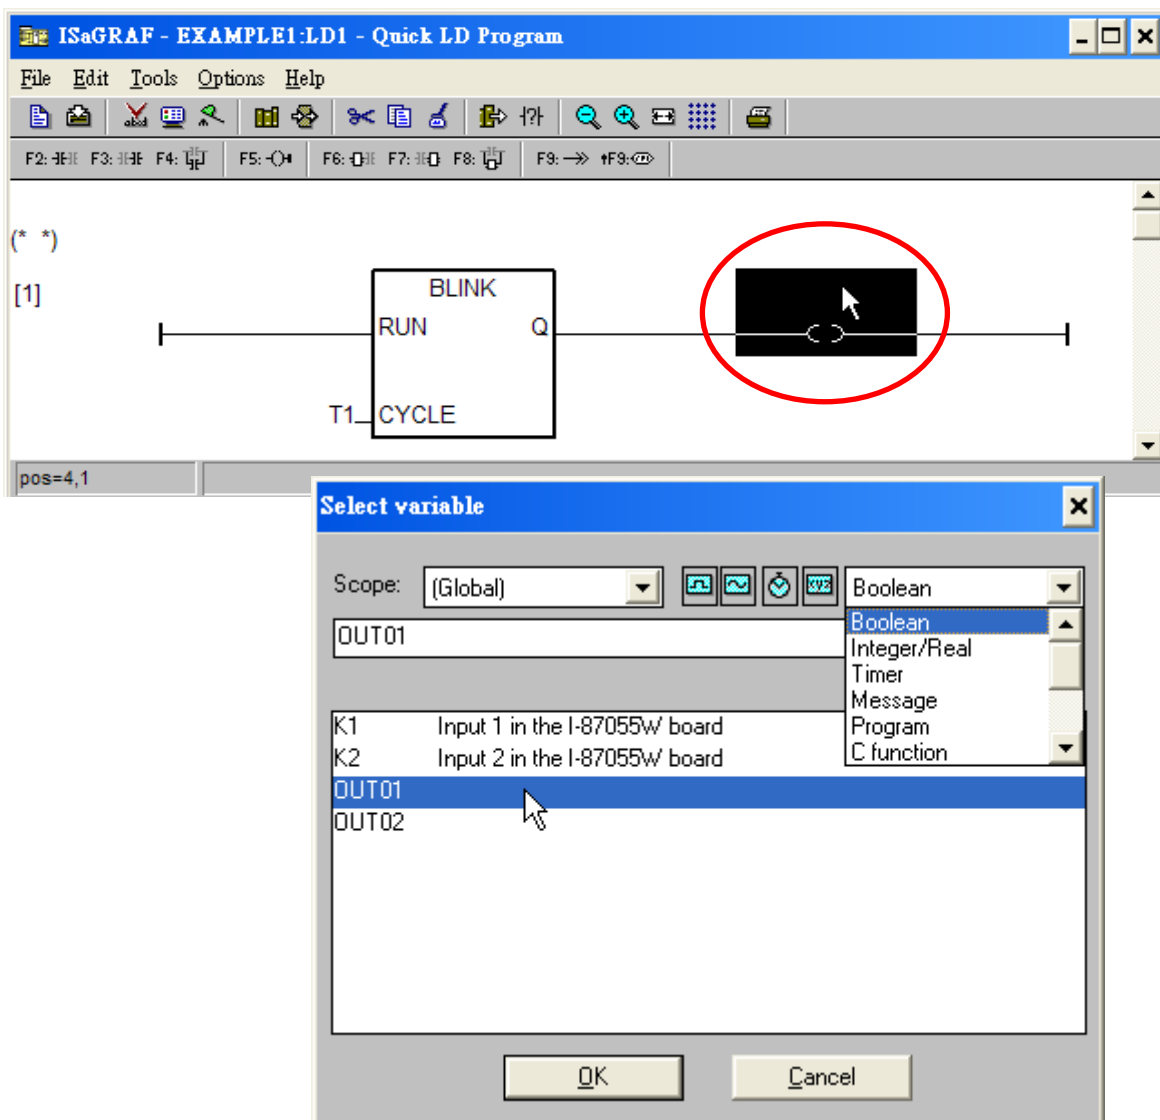 ISaGRAF - EXAMPLE1:LD1 - Quick LD Program
File Edit Tools Options Help
F2: F3: F4: F5: F6: F7: F8: F9: F9:
(* *)
[1]
BLINK
RUN Q
T1 CYCLE
pos=4,1
Select variable
Scope: (Global) xyz Boolean
Boolean
OUT01
Integer/Real
Timer
Message
Program
C function
K1 Input 1 in the I-87055W board
K2 Input 2 in the I-87055W board
OUT01
OUT02
OK Cancel